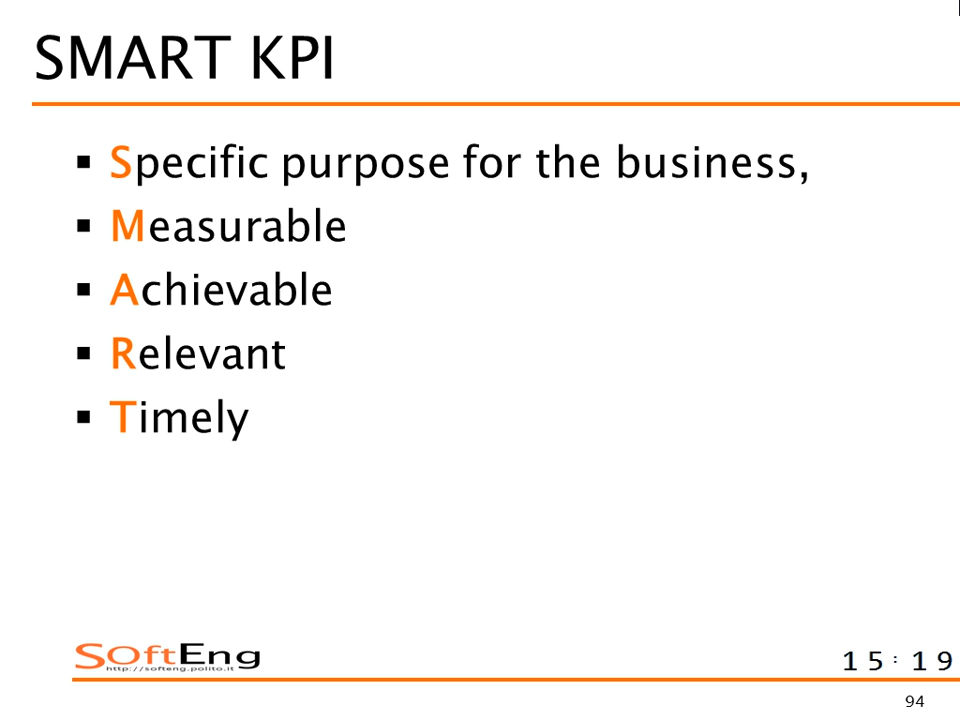 SMART KPI
▪ Specific purpose for the business,
▪ Measurable
▪ Achievable
▪ Relevant
▪ Timely
SOftEng
http://softeng.polito.it
15:19
94